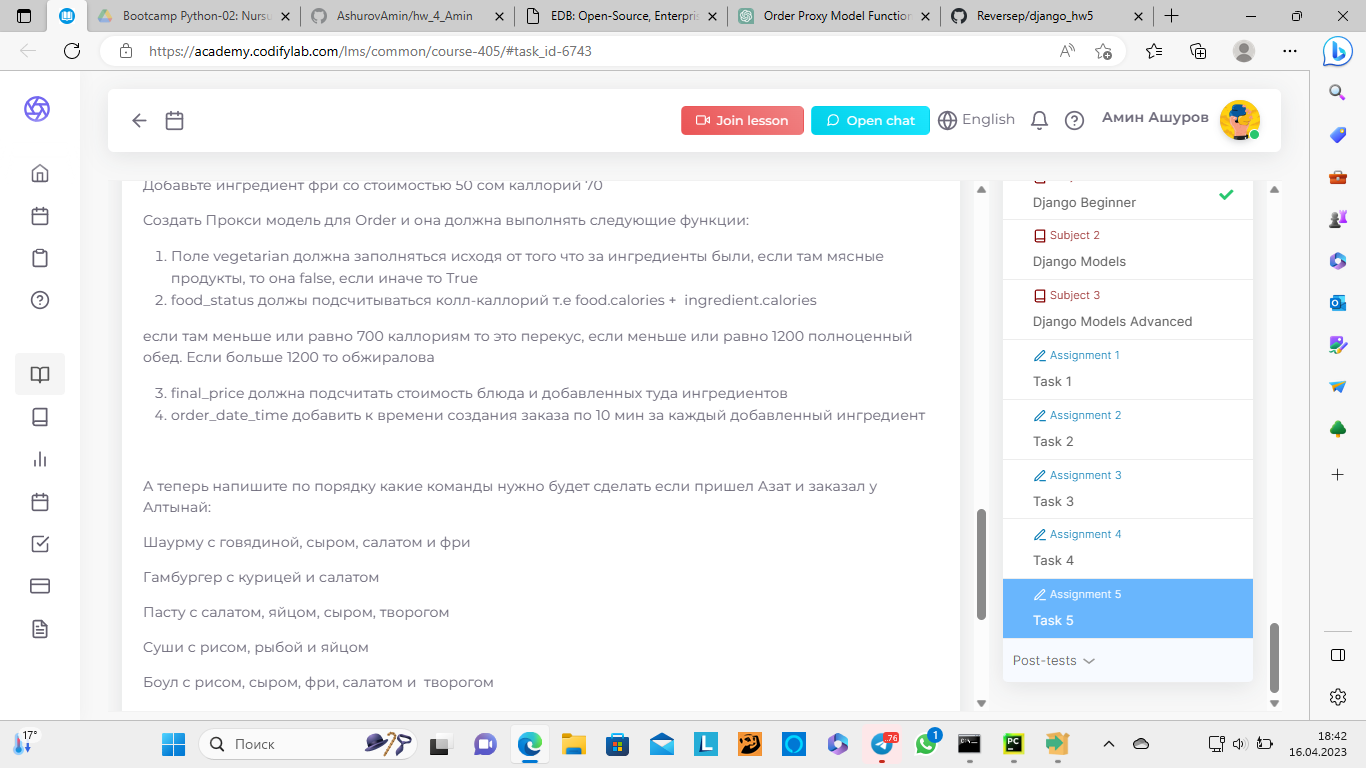 Bootcamp Python-02: Nursu
AshurovAmin/hw_4_Amin
EDB: Open-Source, Enterpris
Order Proxy Model Function
Reversep/django_hw5
https://academy.codifylab.com/lms/common/course-405/#task_id-6743
Join lesson
Open chat
English
Амин Ашуров
Добавьте ингредиент фри со стоимостью 50 сом каллорий 70
Создать Прокси модель для Order и она должна выполнять следующие функции:
1. Поле vegetarian должна заполняться исходя от того что за ингредиенты были, если там мясные
продукты, то она false, если иначе то True
2. food_status должы подсчитываться колл-каллорий т.е food.calories + ingredient.calories
если там меньше или равно 700 каллориям то это перекус, если меньше или равно 1200 полноценный
обед. Если больше 1200 то обжиралова
3. final_price должна подсчитать стоимость блюда и добавленных туда ингредиентов
4. order_date_time добавить к времени создания заказа по 10 мин за каждый добавленный ингредиент
А теперь напишите по порядку какие команды нужно будет сделать если пришел Азат и заказал у
Алтынай:
Шаурму с говядиной, сыром, салатом и фри
Гамбургер с курицей и салатом
Пасту с салатом, яйцом, сыром, творогом
Суши с рисом, рыбой и яйцом
Боул с рисом, сыром, фри, салатом и творогом
Django Beginner
Subject 2
Django Models
Subject 3
Django Models Advanced
Assignment 1
Task 1
Assignment 2
Task 2
Assignment 3
Task 3
Assignment 4
Task 4
Assignment 5
Task 5
Post-tests
17°
Поиск
.76
1
18:42
16.04.2023